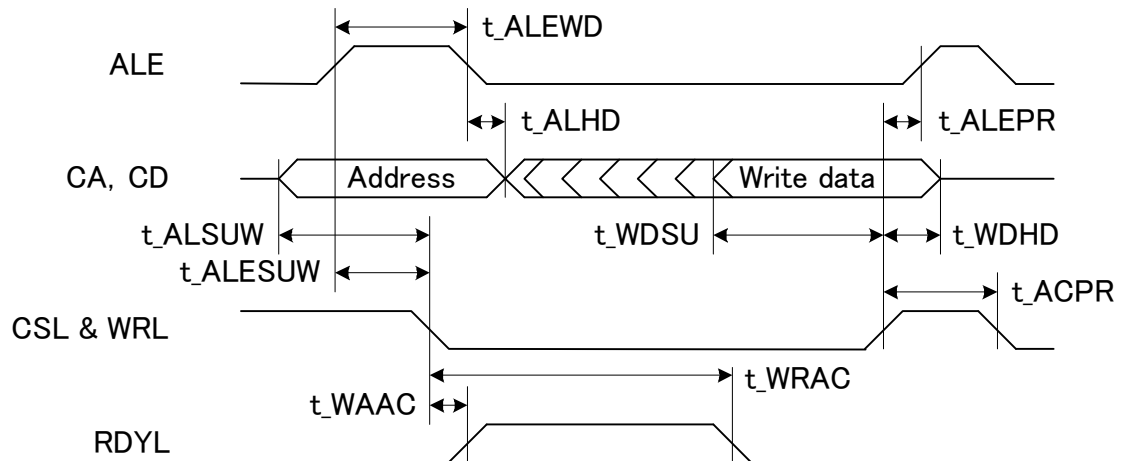 t_ALEWD
ALE
t_ALHD
t_ALEPR
CA, CD
Address
Write data
t_ALSUW
t_WDSU
t_WDHD
t_ALESUW
t_ACPR
CSL & WRL
t_WRAC
t_WAAC
RDYL